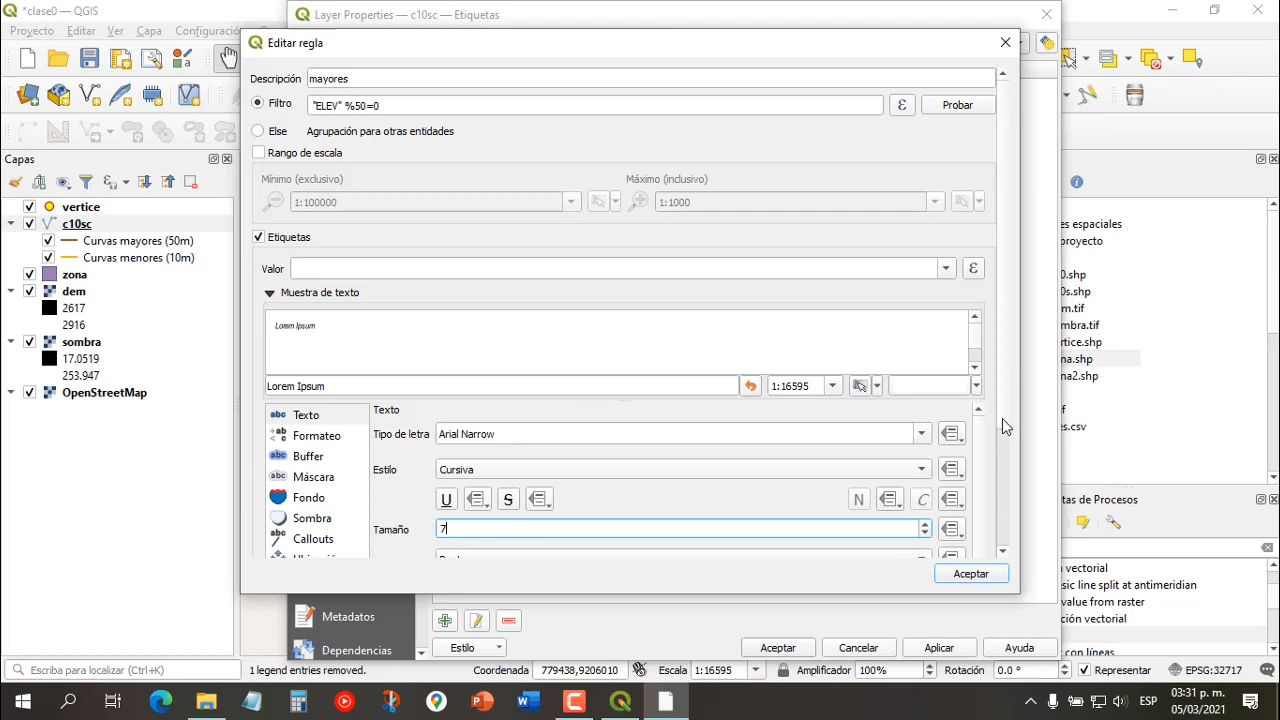 *clase0 — QGIS
Layer Properties — c10sc — Etiquetas
Proyecto Editar Ver Capa Configuració
Editar regla
Descripción mayores
Filtro "ELEV" %50=0 ε Probar
Else Agrupación para otras entidades
Rango de escala
Mínimo (exclusivo) Máximo (inclusivo)
1:100000 1:1000
Etiquetas
Valor ε
Muestra de texto
Lorem Ipsum
Lorem Ipsum 1:16595
Texto
Formateo
Buffer
Máscara
Fondo
Sombra
Callouts
Texto
Tipo de letra Arial Narrow
Estilo Cursiva
U S N C
Tamaño 7
Aceptar
Capas
vertice
c10sc
Curvas mayores (50m)
Curvas menores (10m)
zona
dem
2617
2916
sombra
17.0519
253.947
OpenStreetMap
es espaciales
royecto
0.shp
0s.shp
m.tif
mbra.tif
rtice.shp
na.shp
na2.shp
es.csv
tas de Procesos
vectorial
sic line split at antimeridian
value from raster
sión vectorial
con líneas
Metadatos
Dependencias
Estilo Aceptar Cancelar Aplicar Ayuda
Escriba para localizar (Ctrl+K) 1 legend entries removed. Coordenada 779438,9206010 Escala 1:16595 Amplificador 100% Rotación 0.0 ° Representar EPSG:32717
ESP 03:31 p. m.
05/03/2021